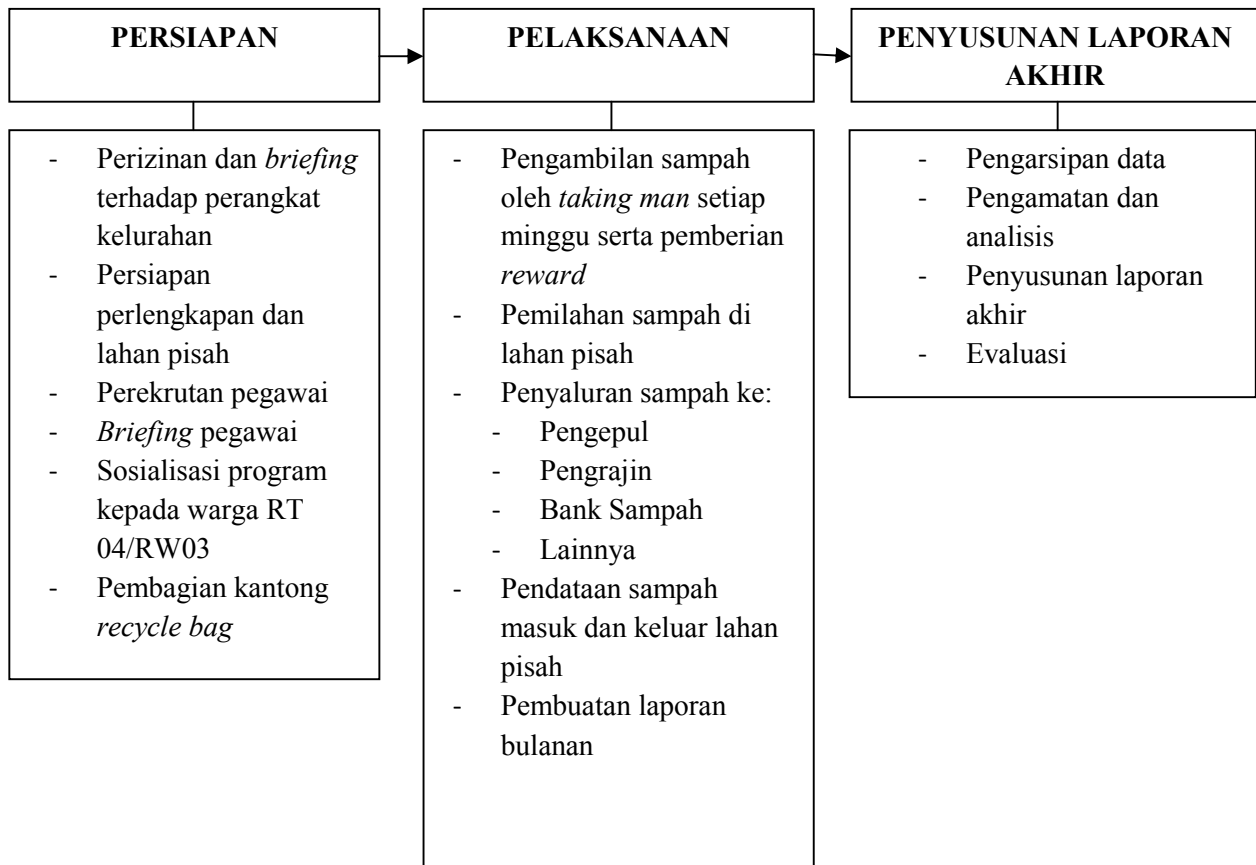 PERSIAPAN
- Perizinan dan briefing
terhadap perangkat
kelurahan
- Persiapan
perlengkapan dan
lahan pisah
- Perekrutan pegawai
- Briefing pegawai
- Sosialisasi program
kepada warga RT
04/RW03
- Pembagian kantong
recycle bag
PELAKSANAAN
- Pengambilan sampah
oleh taking man setiap
minggu serta pemberian
reward
- Pemilahan sampah di
lahan pisah
- Penyaluran sampah ke:
- Pengepul
- Pengrajin
- Bank Sampah
- Lainnya
- Pendataan sampah
masuk dan keluar lahan
pisah
- Pembuatan laporan
bulanan
PENYUSUNAN LAPORAN
AKHIR
- Pengarsipan data
- Pengamatan dan
analisis
- Penyusunan laporan
akhir
- Evaluasi